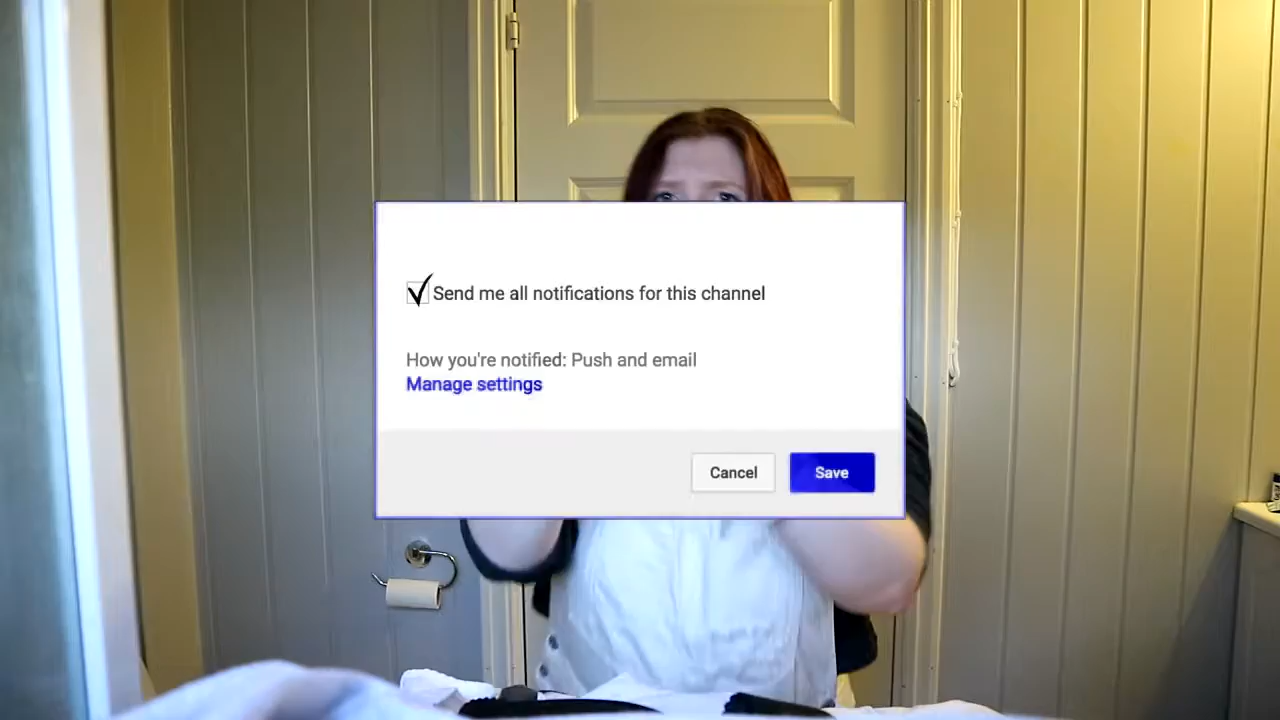 Send me all notifications for this channel
How you're notified: Push and email
Manage settings
Cancel
Save